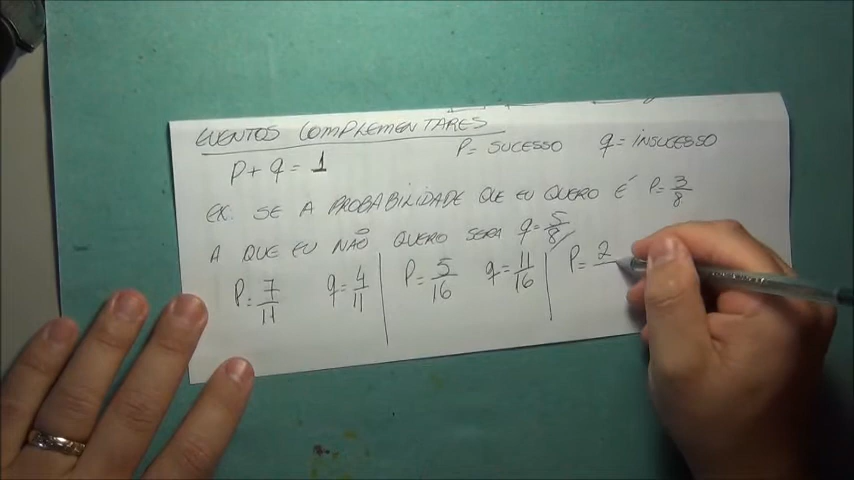 EVENTOS COMPLEMENTARES
P = SUCESSO q = INSUCESSO
P + q = 1
EX. SE A PROBABILIDADE QUE EU QUERO É P = 3/8
A QUE EU NÃO QUERO SERÁ q = 5/8
P = 7/11 q = 4/11 P = 5/16 q = 11/16 P = 2